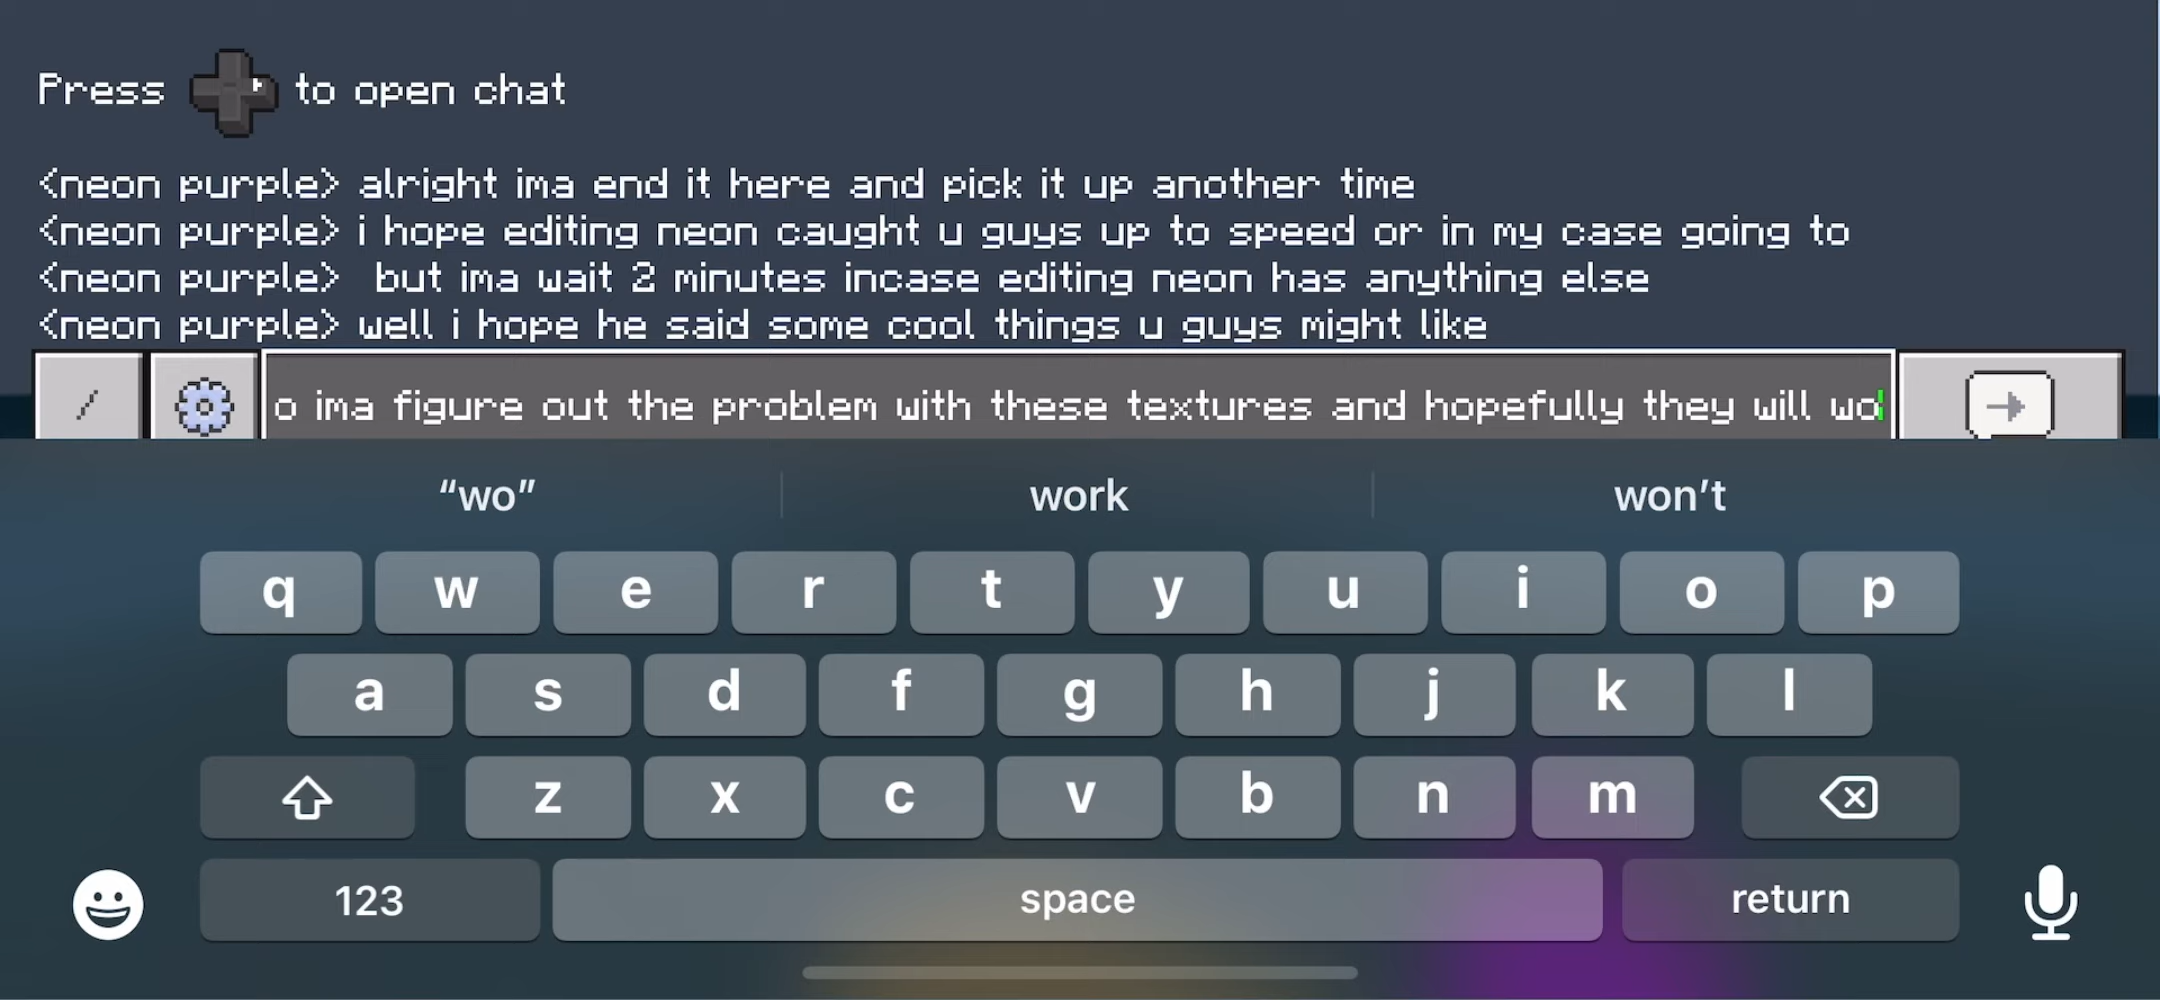 Press to open chat
<neon purple> alright ima end it here and pick it up another time
<neon purple> i hope editing neon caught u guys up to speed or in my case going to
<neon purple>  but ima wait 2 minutes incase editing neon has anything else
<neon purple> well i hope he said some cool things u guys might like
/ o ima figure out the problem with these textures and hopefully they will wo
“wo” work won’t
q w e r t y u i o p
a s d f g h j k l
z x c v b n m
123 space return